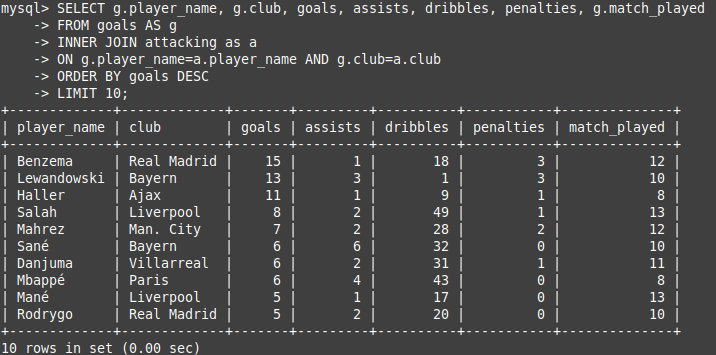 mysql> SELECT g.player_name, g.club, goals, assists, dribbles, penalties, g.match_played
    -> FROM goals AS g
    -> INNER JOIN attacking as a
    -> ON g.player_name=a.player_name AND g.club=a.club
    -> ORDER BY goals DESC
    -> LIMIT 10;
+-------------+-------------+-------+---------+----------+-----------+--------------+
| player_name | club        | goals | assists | dribbles | penalties | match_played |
+-------------+-------------+-------+---------+----------+-----------+--------------+
| Benzema     | Real Madrid |    15 |       1 |       18 |         3 |           12 |
| Lewandowski | Bayern      |    13 |       3 |        1 |         3 |           10 |
| Haller      | Ajax        |    11 |       1 |        9 |         1 |            8 |
| Salah       | Liverpool   |     8 |       2 |       49 |         1 |           13 |
| Mahrez      | Man. City   |     7 |       2 |       28 |         2 |           12 |
| Sané        | Bayern      |     6 |       6 |       32 |         0 |           10 |
| Danjuma     | Villarreal  |     6 |       2 |       31 |         1 |           11 |
| Mbappé      | Paris       |     6 |       4 |       43 |         0 |            8 |
| Mané        | Liverpool   |     5 |       1 |       17 |         0 |           13 |
| Rodrygo     | Real Madrid |     5 |       2 |       20 |         0 |           10 |
+-------------+-------------+-------+---------+----------+-----------+--------------+
10 rows in set (0.00 sec)